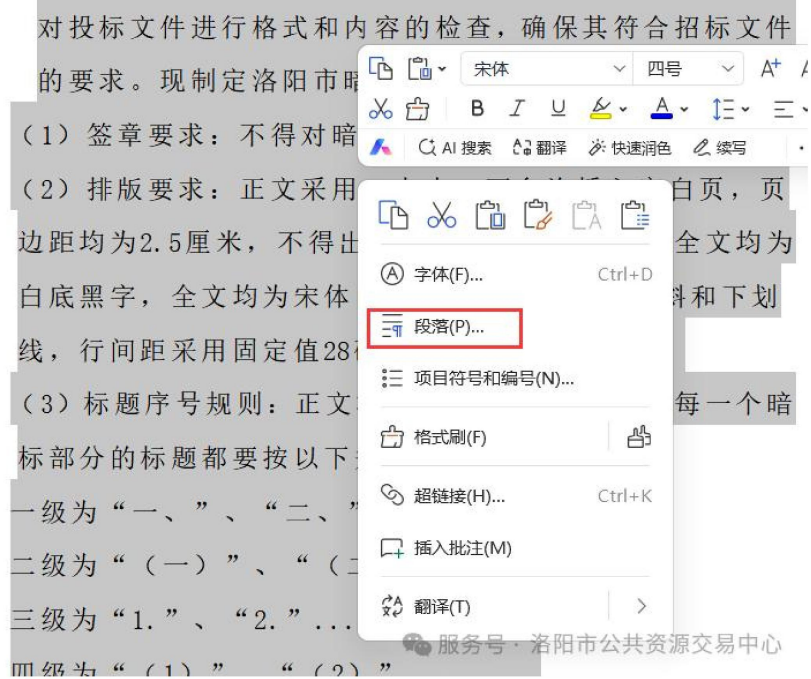 对投标文件进行格式和内容的检查，确保其符合招标文件
的要求。现制定洛阳市暗
（1）签章要求：不得对暗
（2）排版要求：正文采用
白页，页
边距均为2.5厘米，不得出
全文均为
白底黑字，全文均为宋体
和下划
线，行间距采用固定值28
（3）标题序号规则：正文
每一个暗
标部分的标题都要按以下
一级为“一、”、“二、”
二级为“（一）”、“（二
三级为“1.”、“2.”...
四级为“（1）”、“（2）”
宋体
四号
A+
B I U A
AI 搜索 翻译 快速润色 续写
字体(F)... Ctrl+D
段落(P)...
项目符号和编号(N)...
格式刷(F)
超链接(H)... Ctrl+K
插入批注(M)
翻译(T)
服务号 · 洛阳市公共资源交易中心